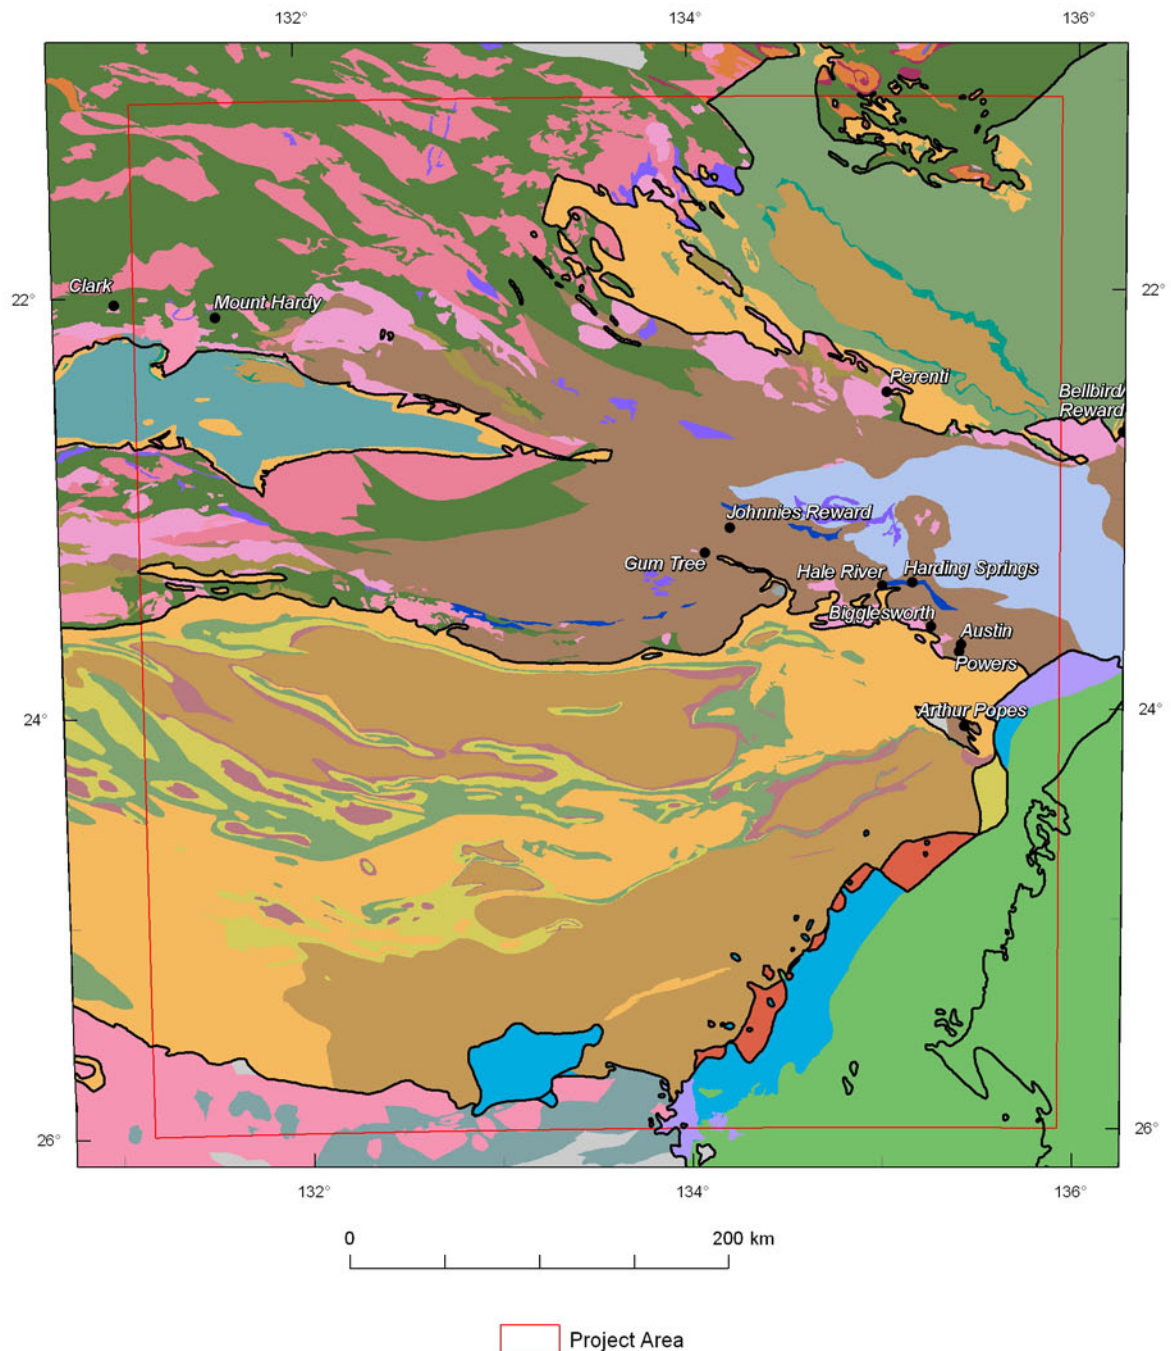 132°
134°
136°
Clark
22°
Mount Hardy
22°
Perenti
Bellbird/
Reward
Johnnies Reward
Gum Tree
Hale River
Harding Springs
Bigglesworth
Austin
Powers
24°
Arthur Popes
24°
26°
26°
132°
134°
136°
0
200 km
Project Area